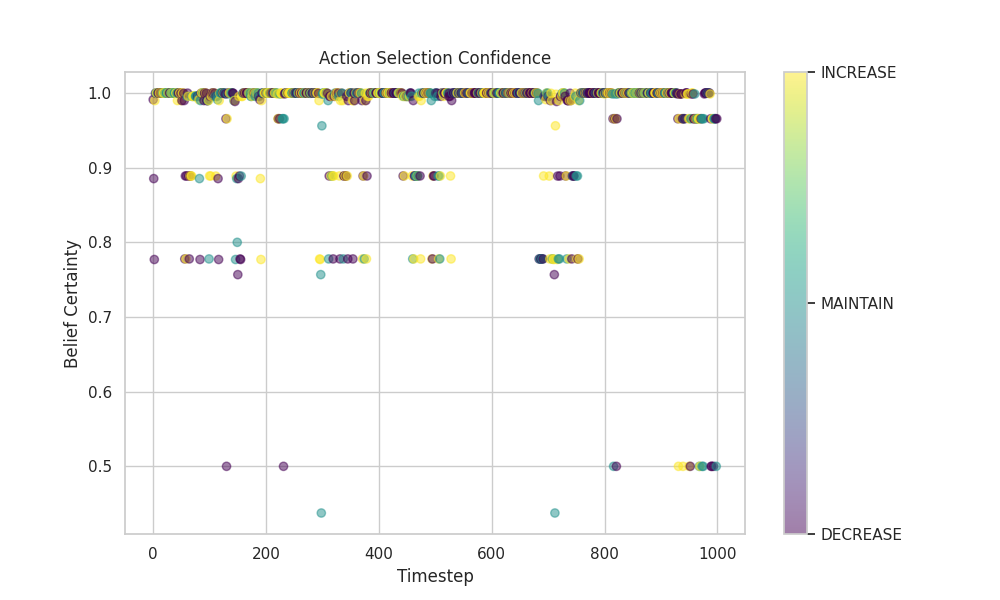 Action Selection Confidence
Belief Certainty
1.0
0.9
0.8
0.7
0.6
0.5
0 200 400 600 800 1000
Timestep
INCREASE
MAINTAIN
DECREASE